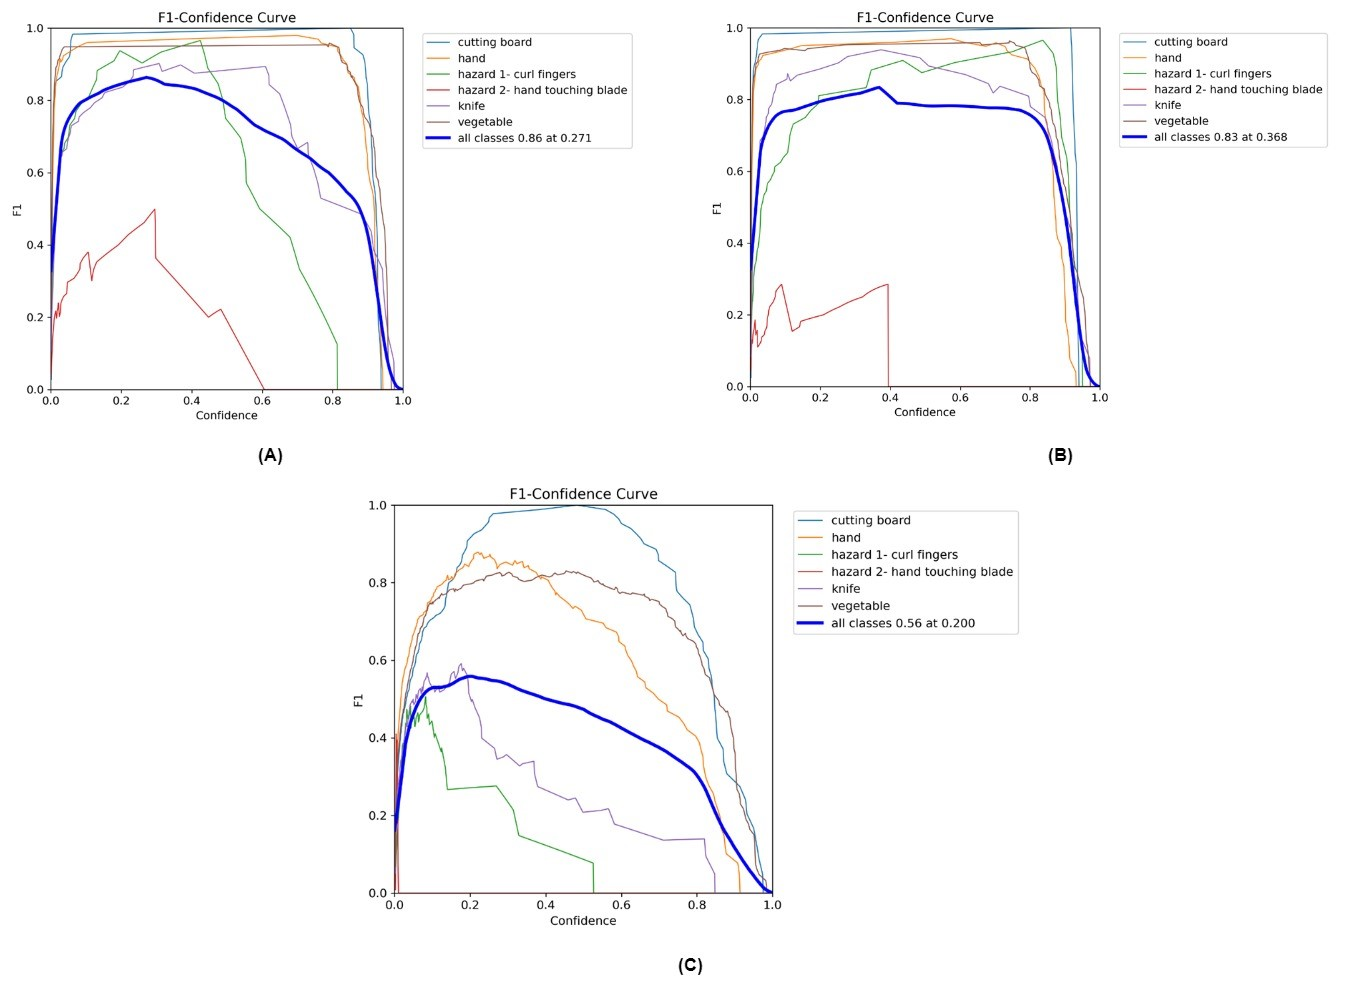 F1-Confidence Curve
1.0
0.8
0.6
0.4
0.2
0.0
F1
0.0 0.2 0.4 0.6 0.8 1.0
Confidence
cutting board
hand
hazard 1- curl fingers
hazard 2- hand touching blade
knife
vegetable
all classes 0.86 at 0.271
(A)
F1-Confidence Curve
1.0
0.8
0.6
0.4
0.2
0.0
F1
0.0 0.2 0.4 0.6 0.8 1.0
Confidence
cutting board
hand
hazard 1- curl fingers
hazard 2- hand touching blade
knife
vegetable
all classes 0.83 at 0.368
(B)
F1-Confidence Curve
1.0
0.8
0.6
0.4
0.2
0.0
F1
0.0 0.2 0.4 0.6 0.8 1.0
Confidence
cutting board
hand
hazard 1- curl fingers
hazard 2- hand touching blade
knife
vegetable
all classes 0.56 at 0.200
(C)